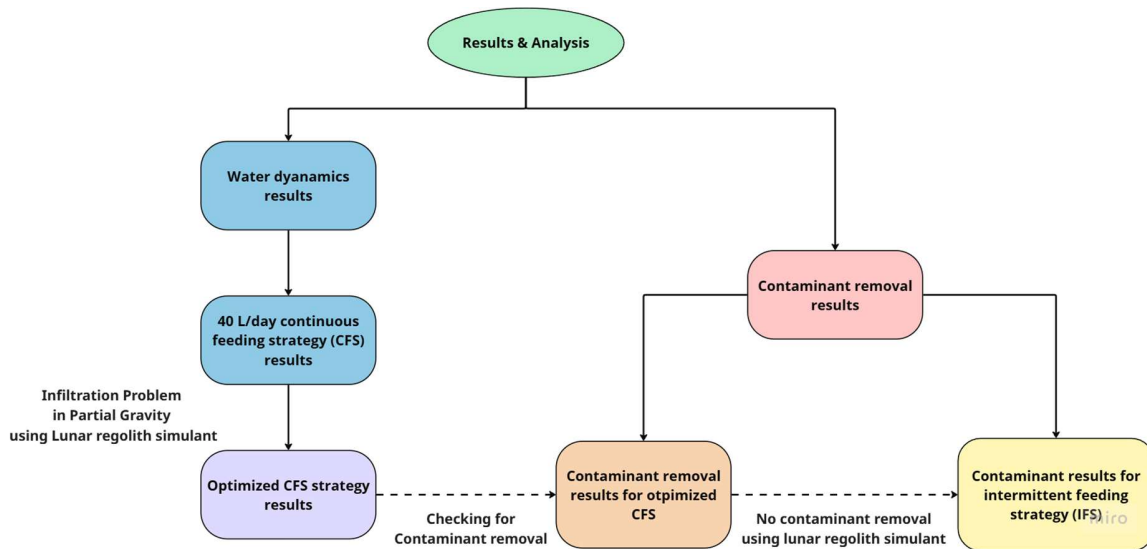 Results & Analysis
Water dyanamics
results
Contaminant removal
results
40 L/day continuous
feeding strategy (CFS)
results
Infiltration Problem
in Partial Gravity
using Lunar regolith simulant
Optimized CFS strategy
results
Checking for
Contaminant removal
Contaminant removal
results for otpimized
CFS
No contaminant removal
using lunar regolith simulant
Contaminant results for
intermittent feeding
strategy (IFS)
miro